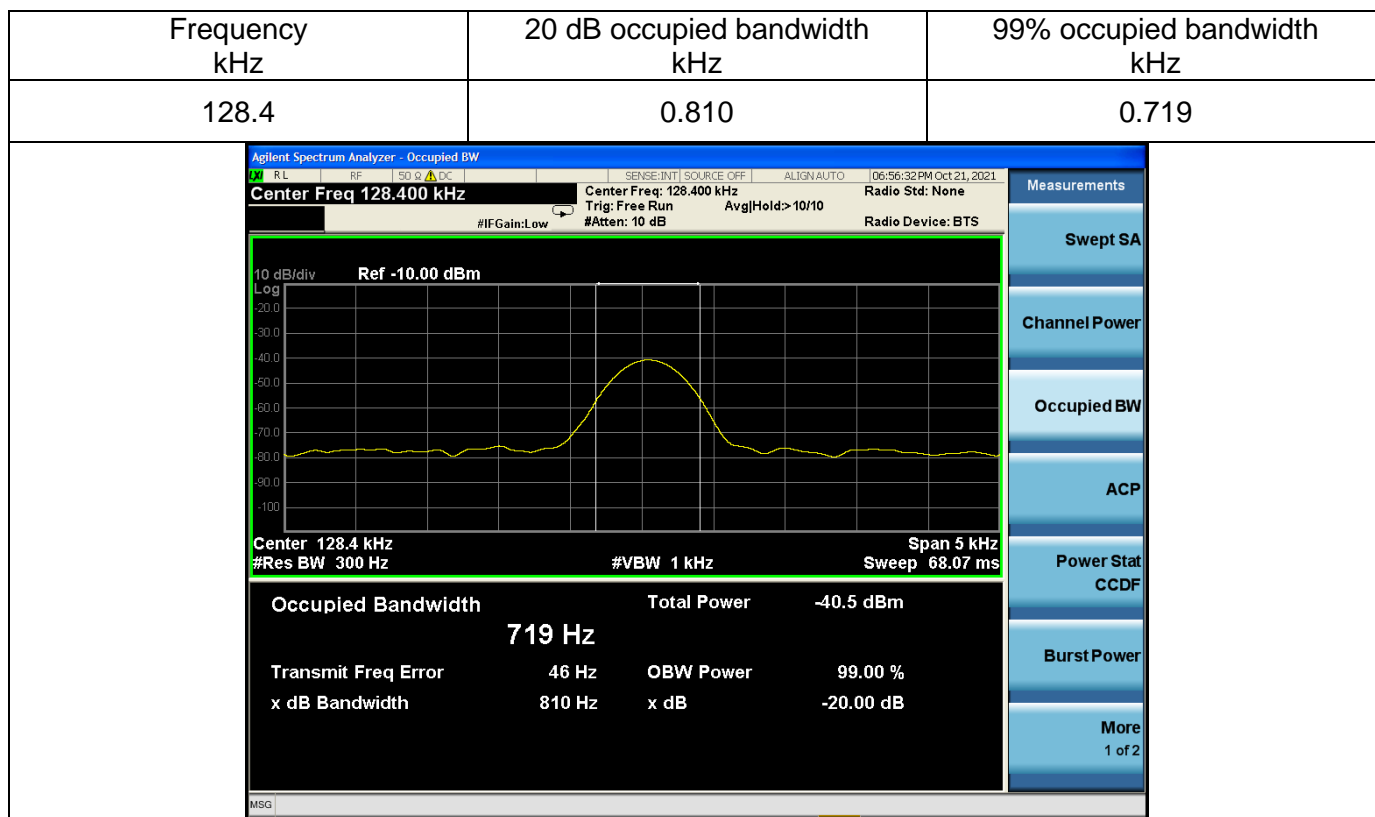 Frequency kHz
20 dB occupied bandwidth kHz
99% occupied bandwidth kHz
128.4
0.810
0.719
Agilent Spectrum Analyzer - Occupied BW
LXI RL RF 50 Ω DC SENSE:INT SOURCE OFF ALIGN AUTO 06:56:32 PM Oct 21, 2021
Center Freq 128.400 kHz
Center Freq: 128.400 kHz
Radio Std: None
Trig: Free Run
Avg|Hold:>10/10
#IFGain:Low
#Atten: 10 dB
Radio Device: BTS
10 dB/div
Ref -10.00 dBm
Log
-20.0
-30.0
-40.0
-50.0
-60.0
-70.0
-80.0
-90.0
-100
Center 128.4 kHz
Span 5 kHz
#Res BW 300 Hz
#VBW 1 kHz
Sweep 68.07 ms
Occupied Bandwidth
Total Power
-40.5 dBm
719 Hz
Transmit Freq Error
46 Hz
OBW Power
99.00 %
x dB Bandwidth
810 Hz
x dB
-20.00 dB
MSG
Measurements
Swept SA
Channel Power
Occupied BW
ACP
Power Stat
CCDF
Burst Power
More
1 of 2